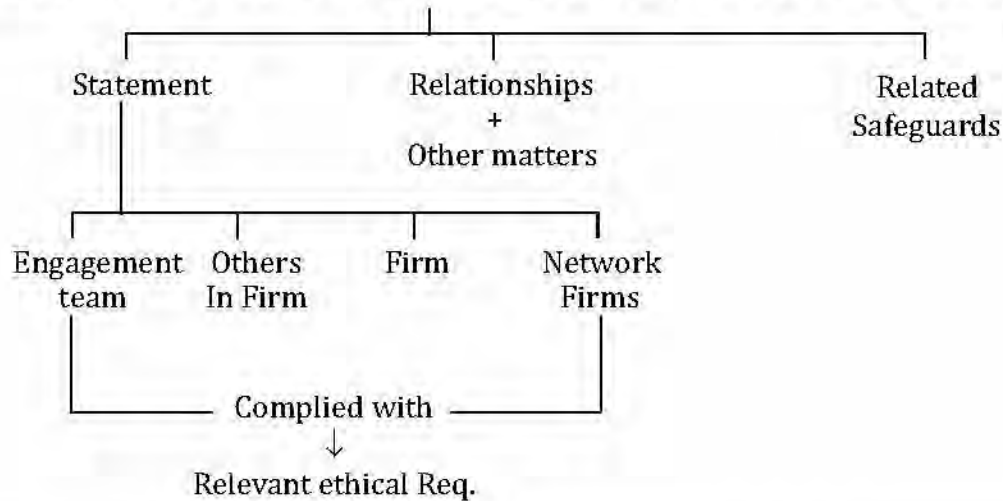 Statement
Relationships
+
Other matters
Related
Safeguards
Engagement
team
Others
In Firm
Firm
Network
Firms
Complied with
↓
Relevant ethical Req.